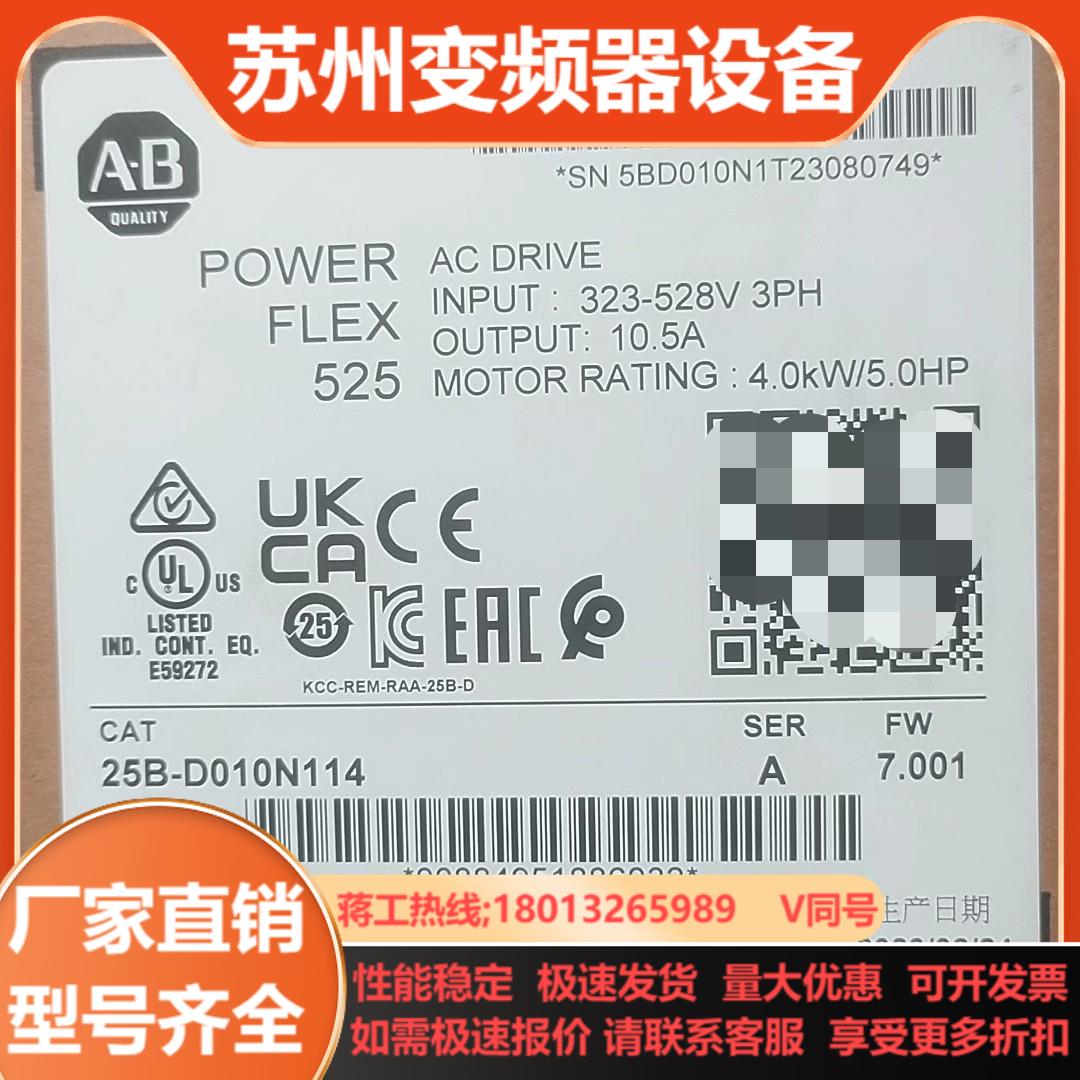 苏州变频器设备
A-B
QUALITY
*SN 5BD010N1T23080749*
POWER
FLEX
525
AC DRIVE
INPUT : 323-528V 3PH
OUTPUT: 10.5A
MOTOR RATING : 4.0kW/5.0HP
UK
CA
CE
C UL US
LISTED
IND. CONT. EQ.
E59272
25
KC
EAC
KCC-REM-RAA-25B-D
CAT
25B-D010N114
SER
A
FW
7.001
生产日期
蒋工热线;18013265989 V同号
厂家直销
型号齐全
性能稳定 极速发货 量大优惠 可开发票
如需极速报价 请联系客服 享受更多折扣